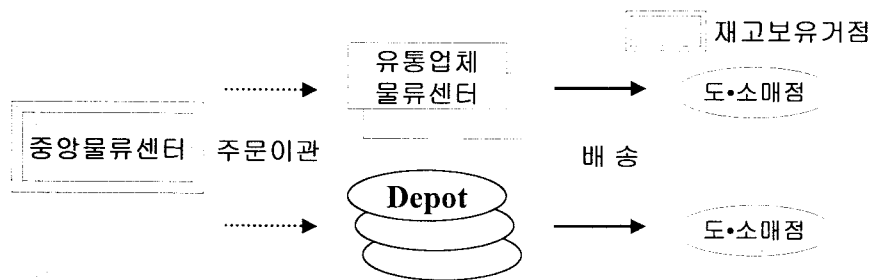 재고보유거점
유통업체
물류센터
도•소매점
중앙물류센터
주문이관
배 송
Depot
도•소매점